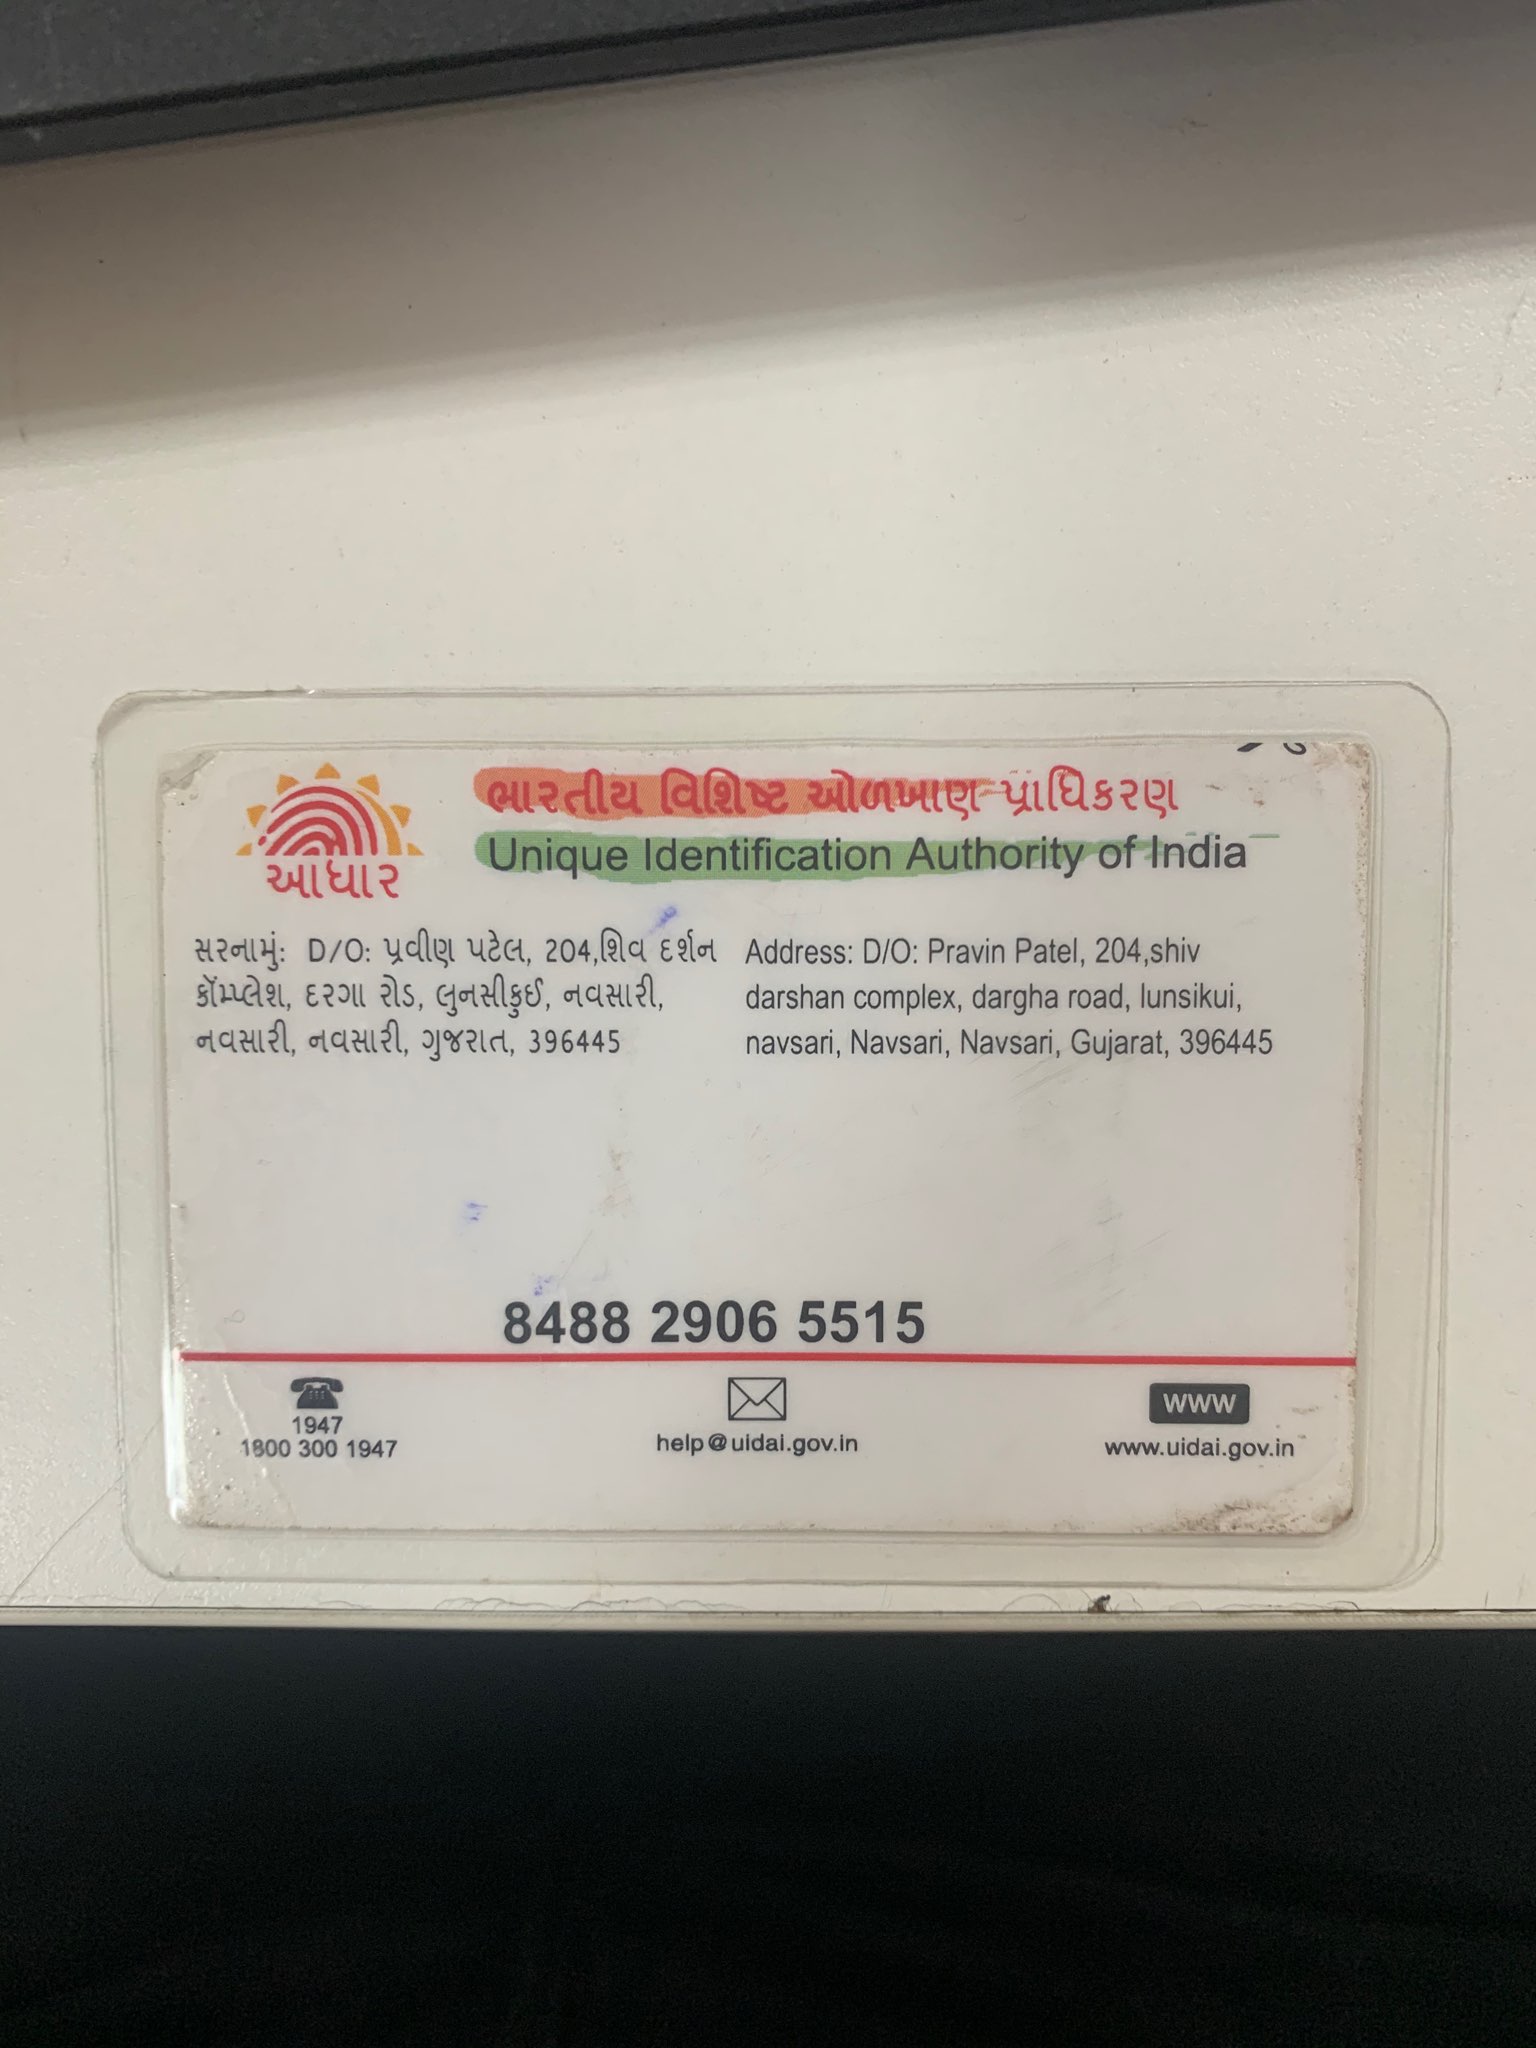 ભારતીય વિશિષ્ટ ઓળખાણ પ્રાધિકરણ
Unique Identification Authority of India
આધાર
સરનામું: D/O: પ્રવીણ પટેલ, 204,શિવ દર્શન
કૉમ્પ્લેશ, દરગા રોડ, લુનસીકુઈ, નવસારી,
નવસારી, નવસારી, ગુજરાત, 396445
Address: D/O: Pravin Patel, 204,shiv
darshan complex, dargha road, lunsikui,
navsari, Navsari, Navsari, Gujarat, 396445
8488 2906 5515
1947
1800 300 1947
help@uidai.gov.in
WWW
www.uidai.gov.in